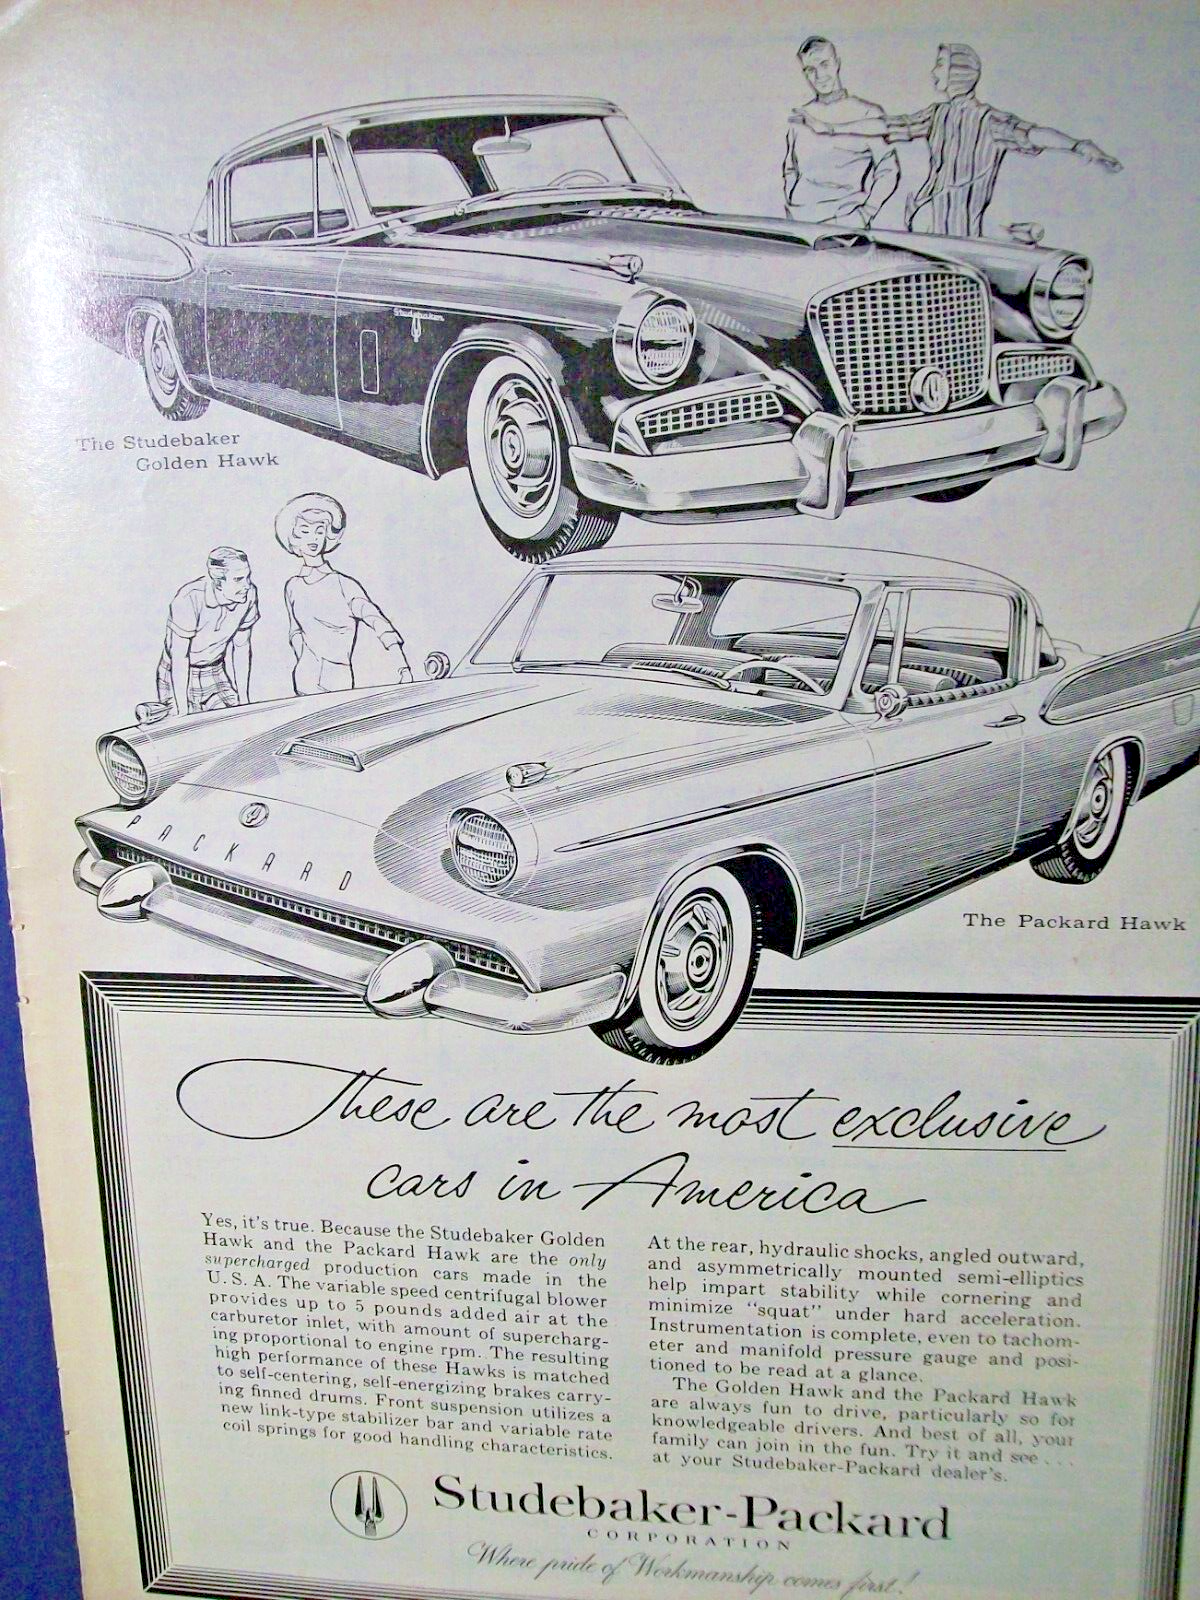 Studebaker
The Studebaker
Golden Hawk
PACKARD
The Packard Hawk
These are the most exclusive
cars in America
Yes, it's true. Because the Studebaker Golden
Hawk and the Packard Hawk are the only
supercharged production cars made in the
U. S. A. The variable speed centrifugal blower
provides up to 5 pounds added air at the
carburetor inlet, with amount of supercharg-
ing proportional to engine rpm. The resulting
high performance of these Hawks is matched
to self-centering, self-energizing brakes carry-
ing finned drums. Front suspension utilizes a
new link-type stabilizer bar and variable rate
coil springs for good handling characteristics.
At the rear, hydraulic shocks, angled outward,
and asymmetrically mounted semi-elliptics
help impart stability while cornering and
minimize "squat" under hard acceleration.
Instrumentation is complete, even to tachom-
eter and manifold pressure gauge and posi-
tioned to be read at a glance.
The Golden Hawk and the Packard Hawk
are always fun to drive, particularly so for
knowledgeable drivers. And best of all, your
family can join in the fun. Try it and see . . .
at your Studebaker-Packard dealer's.
Studebaker-Packard
CORPORATION
Where pride of Workmanship comes first!